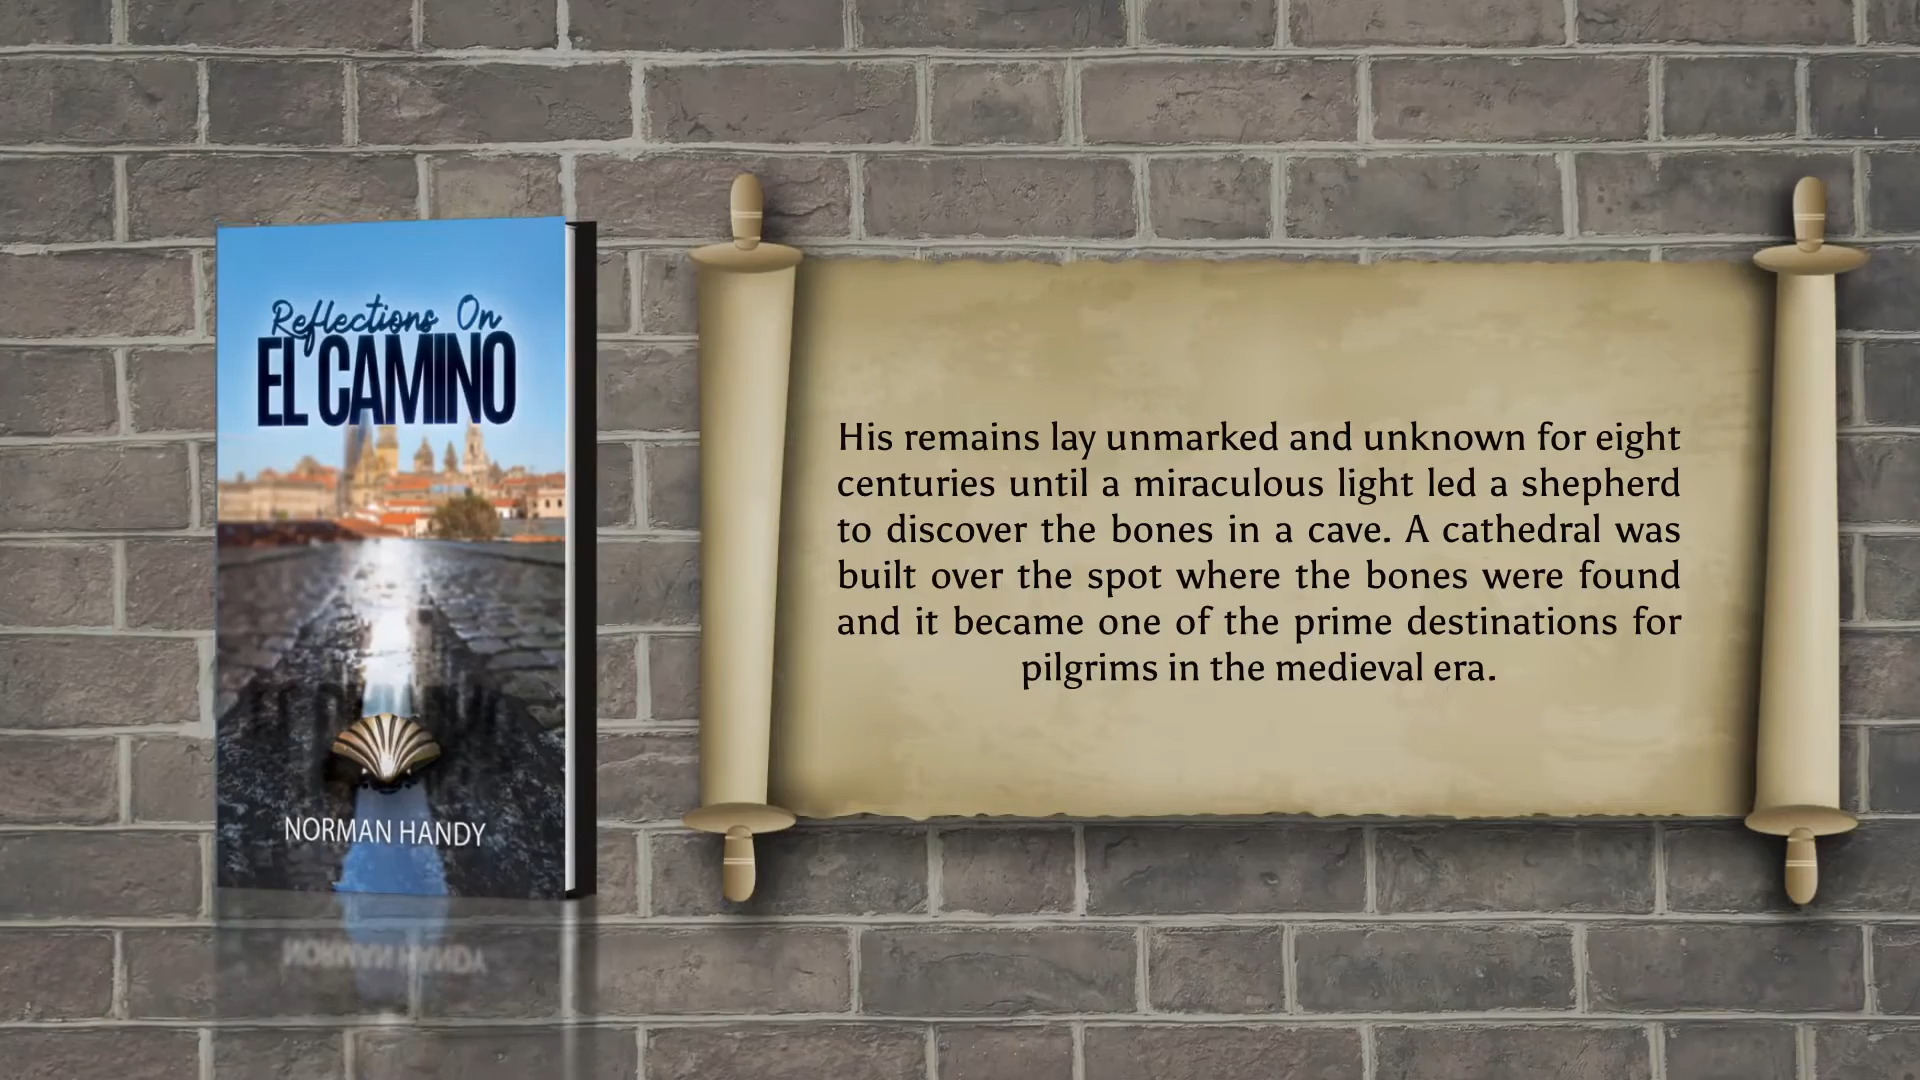 Reflections On
EL CAMINO
NORMAN HANDY
His remains lay unmarked and unknown for eight
centuries until a miraculous light led a shepherd
to discover the bones in a cave. A cathedral was
built over the spot where the bones were found
and it became one of the prime destinations for
pilgrims in the medieval era.